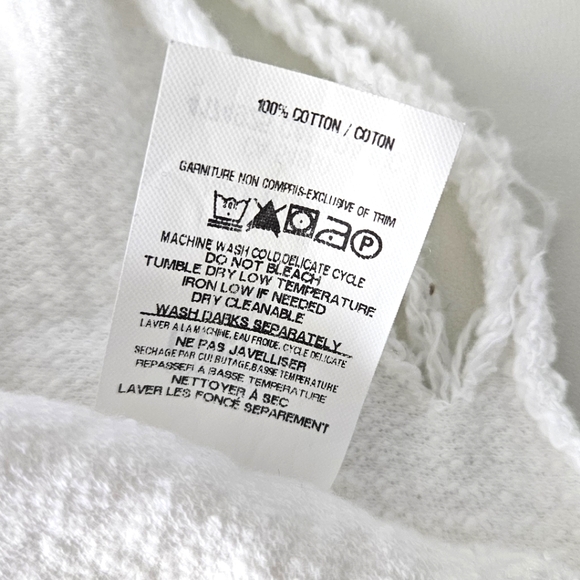 100% COTTON / COTON
GARNITURE NON COMPRIS-EXCLUSIVE OF TRIM
P
MACHINE WASH COLD DELICATE CYCLE
DO NOT BLEACH
TUMBLE DRY LOW TEMPERATURE
IRON LOW IF NEEDED
DRY CLEANABLE
WASH DARKS SEPARATELY
LAVER A LA MACHINE, EAU FROIDE, CYCLE DELICATE
NE PAS JAVELLISER
SECHAGE PAR CULBUTAGE, BASSE TEMPERATURE
REPASSER A BASSE TEMPERATURE
NETTOYER À SEC
LAVER LES FONCÉ SEPAREMENT